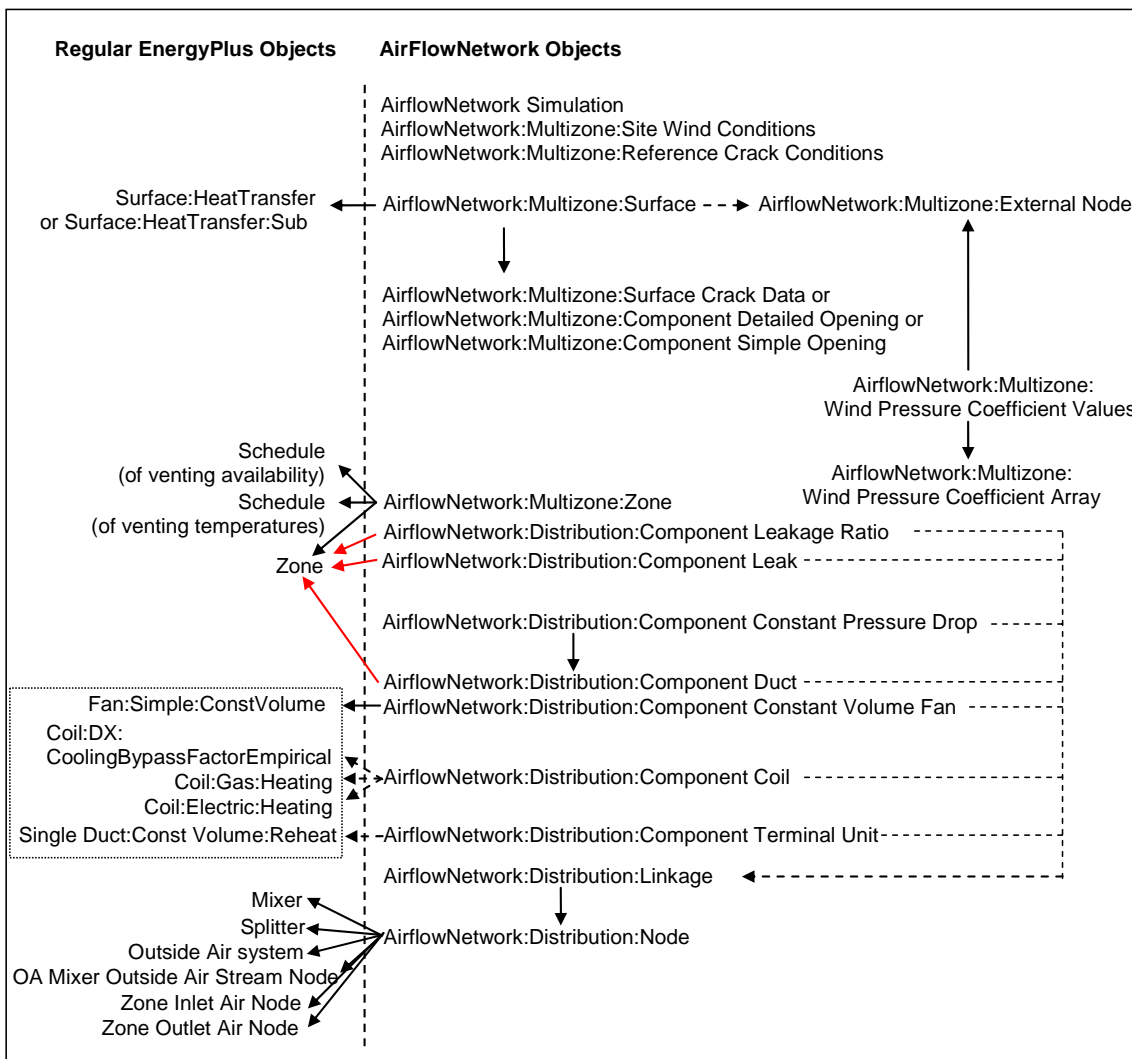 Regular EnergyPlus Objects
AirFlowNetwork Objects
AirflowNetwork Simulation
AirflowNetwork:Multizone:Site Wind Conditions
AirflowNetwork:Multizone:Reference Crack Conditions
Surface:HeatTransfer
or Surface:HeatTransfer:Sub
AirflowNetwork:Multizone:Surface
AirflowNetwork:Multizone:External Node
AirflowNetwork:Multizone:Surface Crack Data or
AirflowNetwork:Multizone:Component Detailed Opening or
AirflowNetwork:Multizone:Component Simple Opening
AirflowNetwork:Multizone:
Wind Pressure Coefficient Values
AirflowNetwork:Multizone:
Wind Pressure Coefficient Array
Schedule
(of venting availability)
Schedule
(of venting temperatures)
Zone
AirflowNetwork:Multizone:Zone
AirflowNetwork:Distribution:Component Leakage Ratio
AirflowNetwork:Distribution:Component Leak
AirflowNetwork:Distribution:Component Constant Pressure Drop
AirflowNetwork:Distribution:Component Duct
Fan:Simple:ConstVolume
AirflowNetwork:Distribution:Component Constant Volume Fan
Coil:DX:
CoolingBypassFactorEmpirical
Coil:Gas:Heating
Coil:Electric:Heating
AirflowNetwork:Distribution:Component Coil
Single Duct:Const Volume:Reheat
AirflowNetwork:Distribution:Component Terminal Unit
AirflowNetwork:Distribution:Linkage
Mixer
Splitter
Outside Air system
OA Mixer Outside Air Stream Node
Zone Inlet Air Node
Zone Outlet Air Node
AirflowNetwork:Distribution:Node